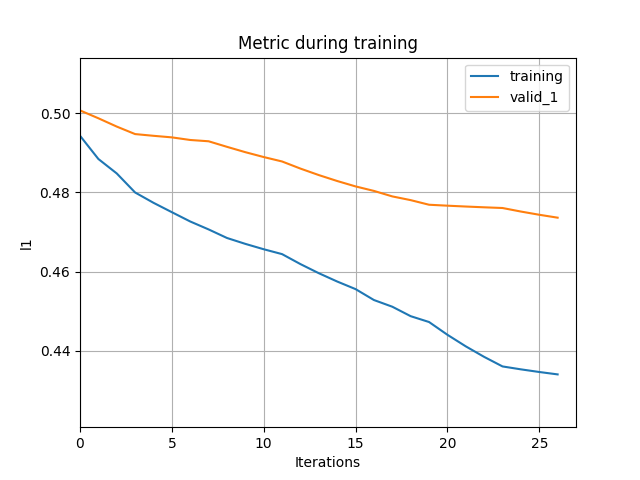 Metric during training
training
valid_1
0.50
0.48
0.46
0.44
l1
0 5 10 15 20 25
Iterations